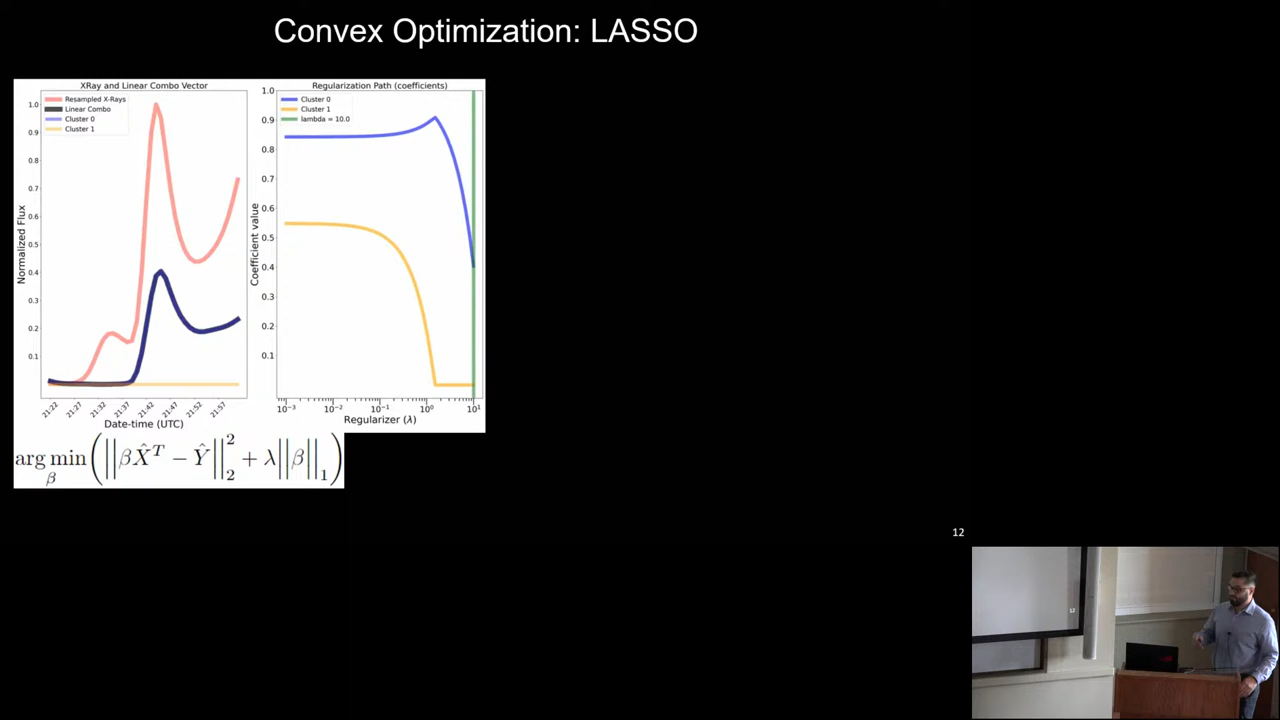 Convex Optimization: LASSO
XRay and Linear Combo Vector
Resampled X-Rays
Linear Combo
Cluster 0
Cluster 1
Normalized Flux
1.0
0.9
0.8
0.7
0.6
0.5
0.4
0.3
0.2
0.1
21:22
21:27
21:32
21:37
21:42
21:47
21:52
21:57
Date-time (UTC)
Regularization Path (coefficients)
Cluster 0
Cluster 1
lambda = 10.0
Coefficient value
1.0
0.9
0.8
0.7
0.6
0.5
0.4
0.3
0.2
0.1
10⁻³
10⁻²
10⁻¹
10⁰
10¹
Regularizer (λ)
arg min_β (||βX̂ᵀ − Ŷ||₂² + λ||β||₁)
12
12